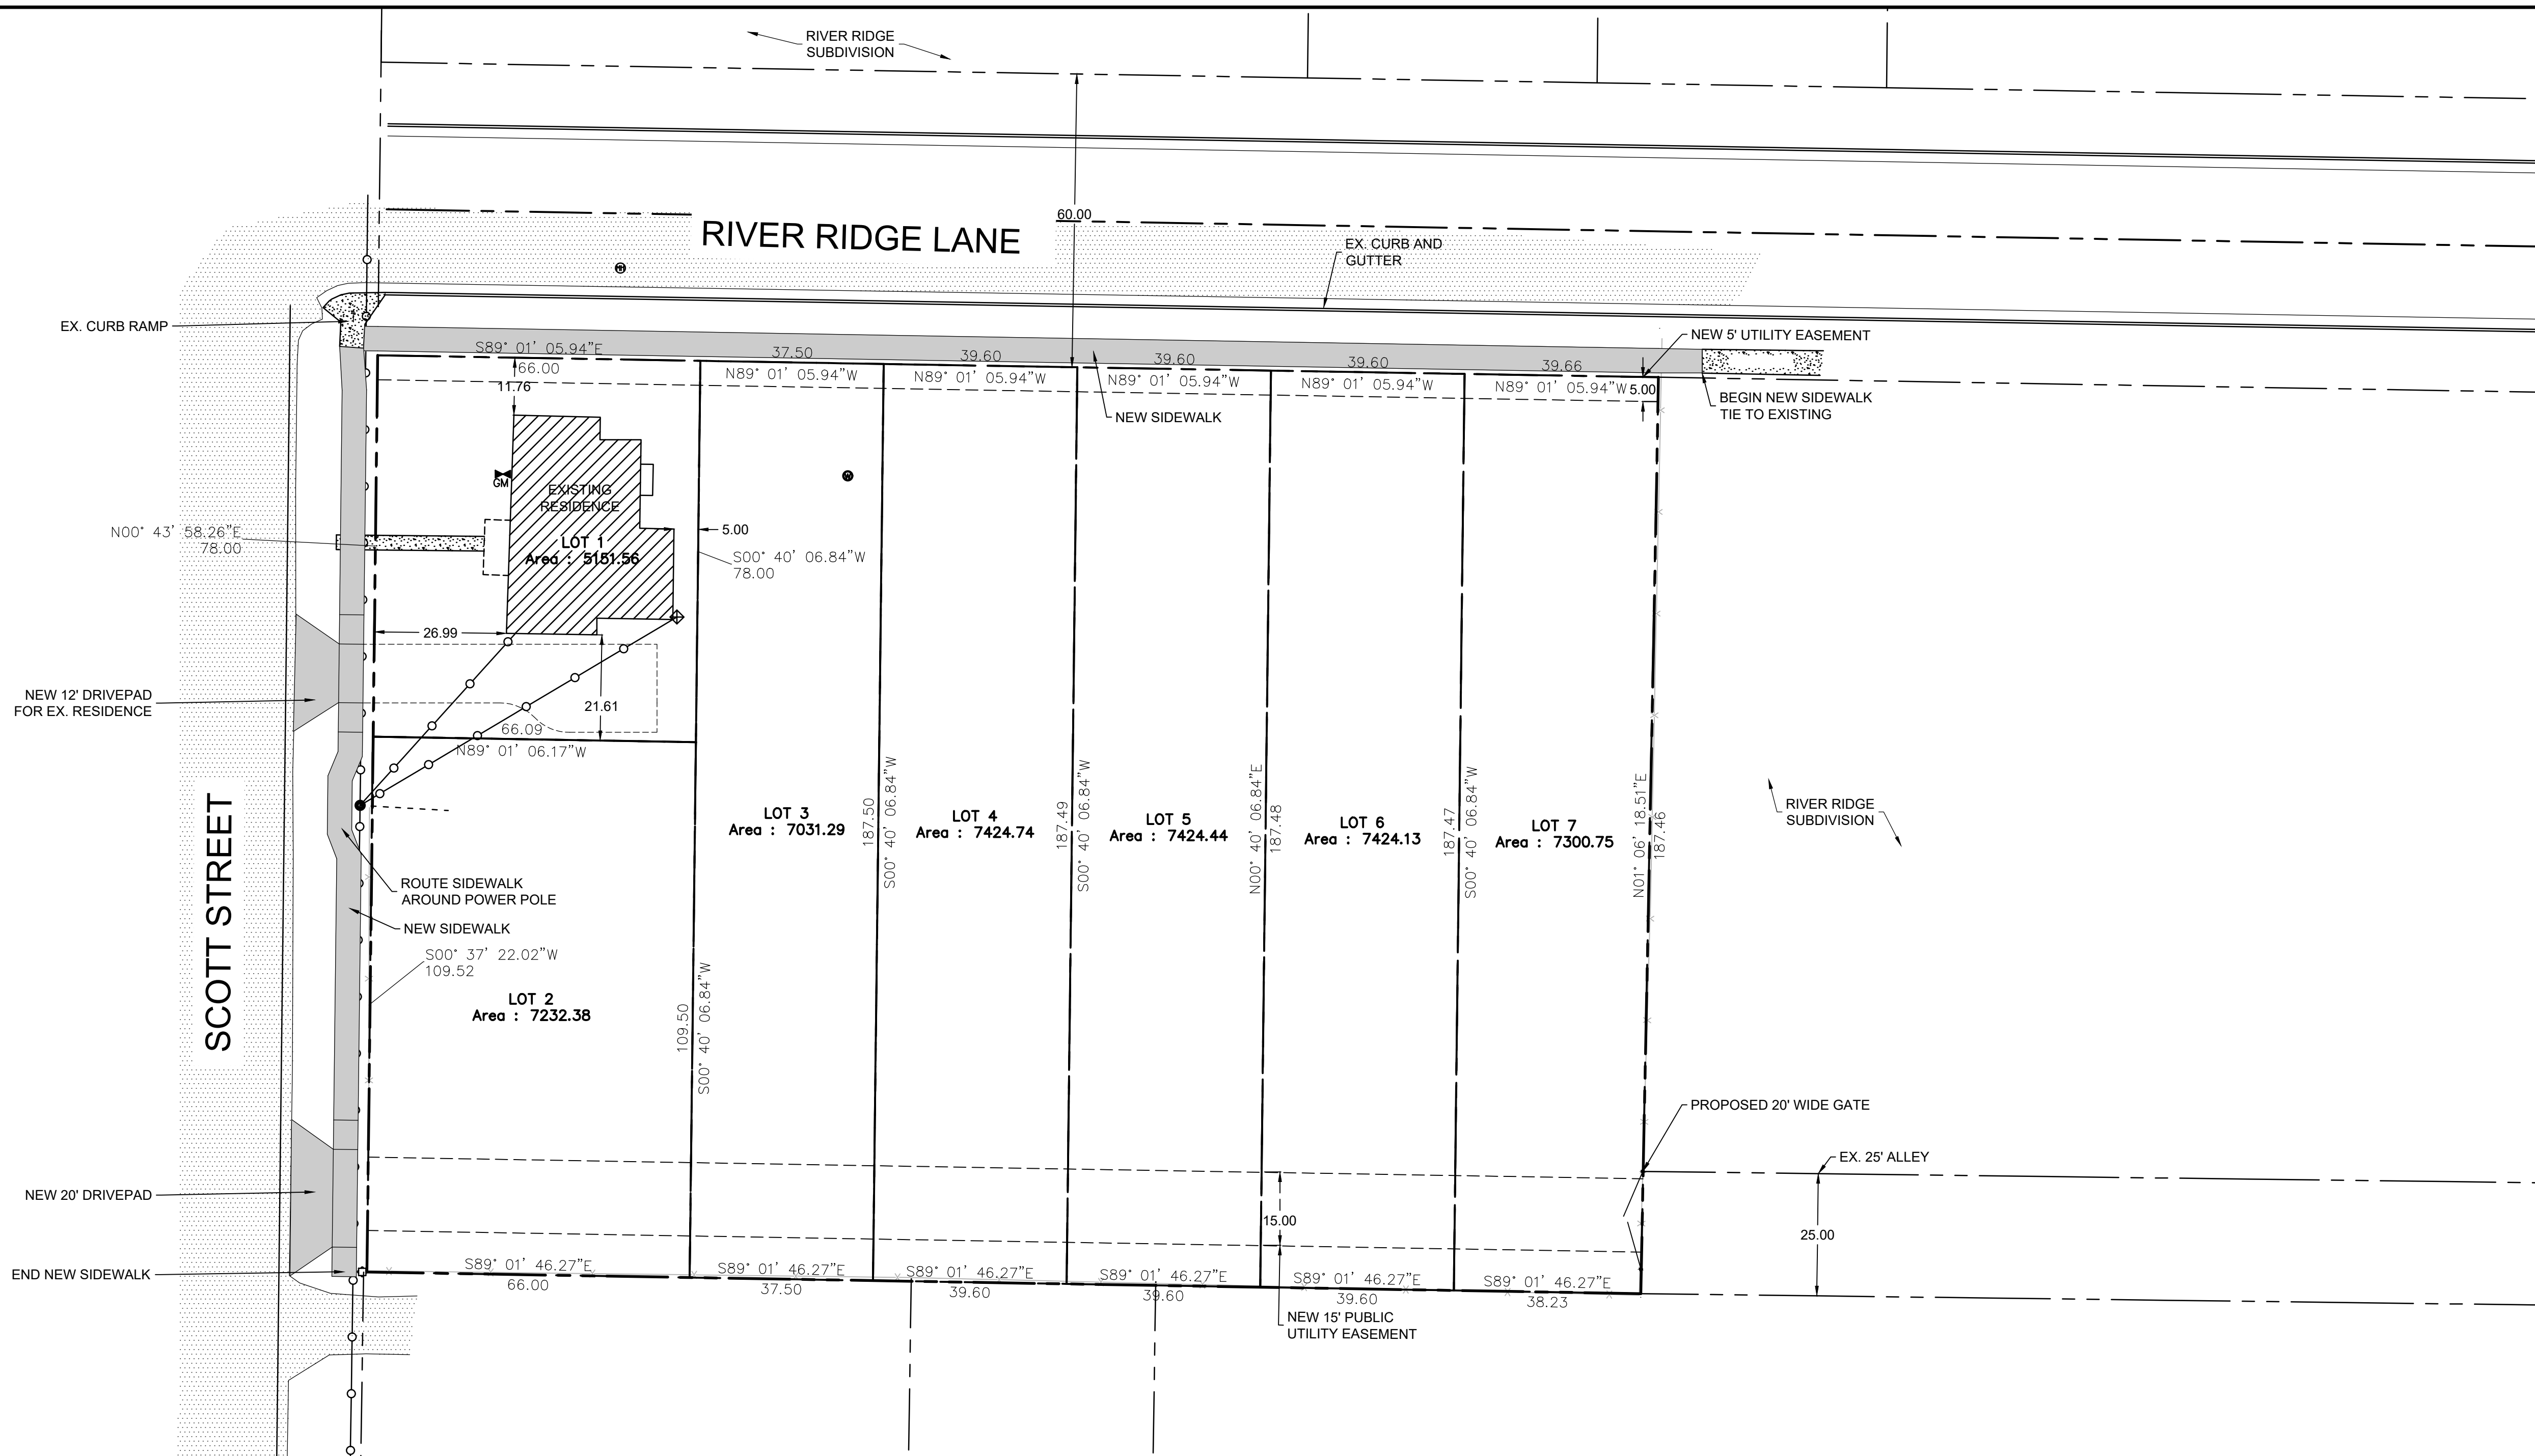 RIVER RIDGE
SUBDIVISION
60.00
RIVER RIDGE LANE
EX. CURB AND
GUTTER
EX. CURB RAMP
NEW 5' UTILITY EASEMENT
S89° 01' 05.94"E
66.00
37.50
N89° 01' 05.94"W
39.60
N89° 01' 05.94"W
39.60
N89° 01' 05.94"W
39.60
N89° 01' 05.94"W
39.66
N89° 01' 05.94"W
5.00
11.76
NEW SIDEWALK
BEGIN NEW SIDEWALK
TIE TO EXISTING
GM
W
EXISTING
RESIDENCE
LOT 1
Area : 5151.56
N00° 43' 58.26"E
78.00
5.00
S00° 40' 06.84"W
78.00
26.99
21.61
NEW 12' DRIVEPAD
FOR EX. RESIDENCE
66.09
N89° 01' 06.17"W
SCOTT STREET
LOT 3
Area : 7031.29
187.50
S00° 40' 06.84"W
LOT 4
Area : 7424.74
187.49
S00° 40' 06.84"W
LOT 5
Area : 7424.44
N00° 40' 06.84"E
187.48
LOT 6
Area : 7424.13
187.47
S00° 40' 06.84"W
LOT 7
Area : 7300.75
N01° 06' 18.51"E
187.46
RIVER RIDGE
SUBDIVISION
ROUTE SIDEWALK
AROUND POWER POLE
NEW SIDEWALK
S00° 37' 22.02"W
109.52
LOT 2
Area : 7232.38
109.50
S00° 40' 06.84"W
PROPOSED 20' WIDE GATE
EX. 25' ALLEY
NEW 20' DRIVEPAD
15.00
25.00
END NEW SIDEWALK
S89° 01' 46.27"E
66.00
S89° 01' 46.27"E
37.50
S89° 01' 46.27"E
39.60
S89° 01' 46.27"E
39.60
S89° 01' 46.27"E
39.60
S89° 01' 46.27"E
38.23
NEW 15' PUBLIC
UTILITY EASEMENT